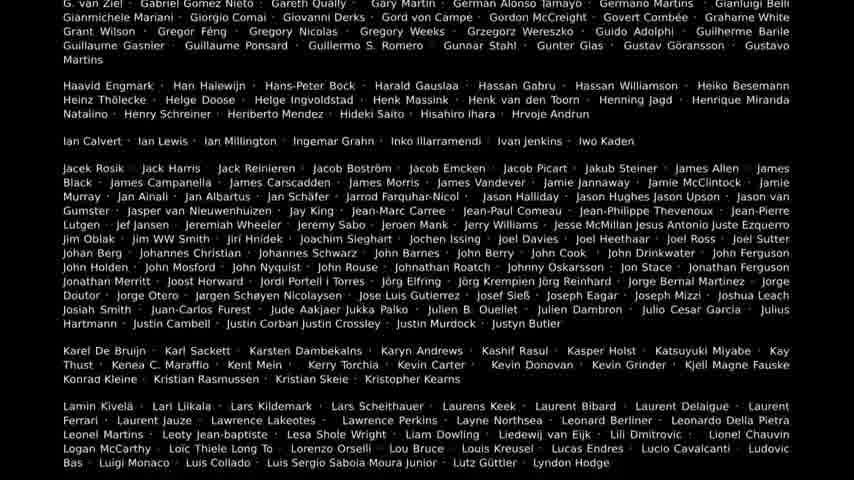 G. van Ziel · Gabriel Gomez Nieto · Gareth Qually · Gary Martin · German Alonso Tamayo · Germano Martins · Gianluigi Belli
Gianmichele Mariani · Giorgio Comai · Giovanni Derks · Gord von Campe · Gordon McCreight · Govert Combée · Grahame White
Grant Wilson · Gregor Féng · Gregory Nicolas · Gregory Weeks · Grzegorz Wereszko · Guido Adolphi · Guilherme Barile
Guillaume Gasnier · Guillaume Ponsard · Guillermo S. Romero · Gunnar Stahl · Gunter Glas · Gustav Göransson · Gustavo
Martins
Haavid Engmark · Han Halewijn · Hans-Peter Bock · Harald Gauslaa · Hassan Gabru · Hassan Williamson · Heiko Besemann
Heinz Thölecke · Helge Doose · Helge Ingvoldstad · Henk Massink · Henk van den Toorn · Henning Jagd · Henrique Miranda
Natalino · Henry Schreiner · Heriberto Mendez · Hideki Saito · Hisahiro Ihara · Hrvoje Andrun
Ian Calvert · Ian Lewis · Ian Millington · Ingemar Grahn · Inko Illarramendi · Ivan Jenkins · Iwo Kaden
Jacek Rosik · Jack Harris · Jack Reinieren · Jacob Boström · Jacob Emcken · Jacob Picart · Jakub Steiner · James Allen · James
Black · James Campanella · James Carscadden · James Morris · James Vandever · Jamie Jannaway · Jamie McClintock · Jamie
Murray · Jan Ainali · Jan Albartus · Jan Schäfer · Jarrod Farquhar-Nicol · Jason Halliday · Jason Hughes Jason Upson · Jason van
Gumster · Jasper van Nieuwenhuizen · Jay King · Jean-Marc Carree · Jean-Paul Comeau · Jean-Philippe Thevenoux · Jean-Pierre
Lutgen · Jef Jansen · Jeremiah Wheeler · Jeremy Sabo · Jeroen Mank · Jerry Williams · Jesse McMillan Jesus Antonio Juste Ezquerro
Jim Oblak · Jim WW Smith · Jiri Hnídek · Joachim Sieghart · Jochen Issing · Joel Davies · Joel Heethaar · Joel Ross · Joel Sutter
Johan Berg · Johannes Christian · Johannes Schwarz · John Barnes · John Berry · John Cook · John Drinkwater · John Ferguson
John Holden · John Mosford · John Nyquist · John Rouse · Johnathan Roatch · Johnny Oskarsson · Jon Stace · Jonathan Ferguson
Jonathan Merritt · Joost Horward · Jordi Portell i Torres · Jörg Elfring · Jörg Krempien Jörg Reinhard · Jorge Bernal Martinez · Jorge
Doutor · Jorge Otero · Jørgen Schøyen Nicolaysen · Jose Luis Gutierrez · Josef Sieß · Joseph Eagar · Joseph Mizzi · Joshua Leach
Josiah Smith · Juan-Carlos Furest · Jude Aakjaer Jukka Palko · Julien B. Ouellet · Julien Dambron · Julio Cesar Garcia · Julius
Hartmann · Justin Cambell · Justin Corban Justin Crossley · Justin Murdock · Justyn Butler
Karel De Bruijn · Karl Sackett · Karsten Dambekalns · Karyn Andrews · Kashif Rasul · Kasper Holst · Katsuyuki Miyabe · Kay
Thust · Kenea C. Maraffio · Kent Mein · Kerry Torchia · Kevin Carter · Kevin Donovan · Kevin Grinder · Kjell Magne Fauske
Konrad Kleine · Kristian Rasmussen · Kristian Skeie · Kristopher Kearns
Lamin Kivelä · Lari Liikala · Lars Kildemark · Lars Scheithauer · Laurens Keek · Laurent Bibard · Laurent Delaigue · Laurent
Ferrari · Laurent Jauze · Lawrence Lakeotes · Lawrence Perkins · Layne Northsea · Leonard Berliner · Leonardo Della Pietra
Leonel Martins · Leoty Jean-baptiste · Lesa Shole Wright · Liam Dowling · Liedewij van Eijk · Lili Dmitrovic · Lionel Chauvin
Logan McCarthy · Loïc Thiele Long To · Lorenzo Orselli · Lou Bruce · Louis Kreusel · Lucas Endres · Lucio Cavalcanti · Ludovic
Bas · Luigi Monaco · Luis Collado · Luis Sergio Saboia Moura Junior · Lutz Güttler · Lyndon Hodge